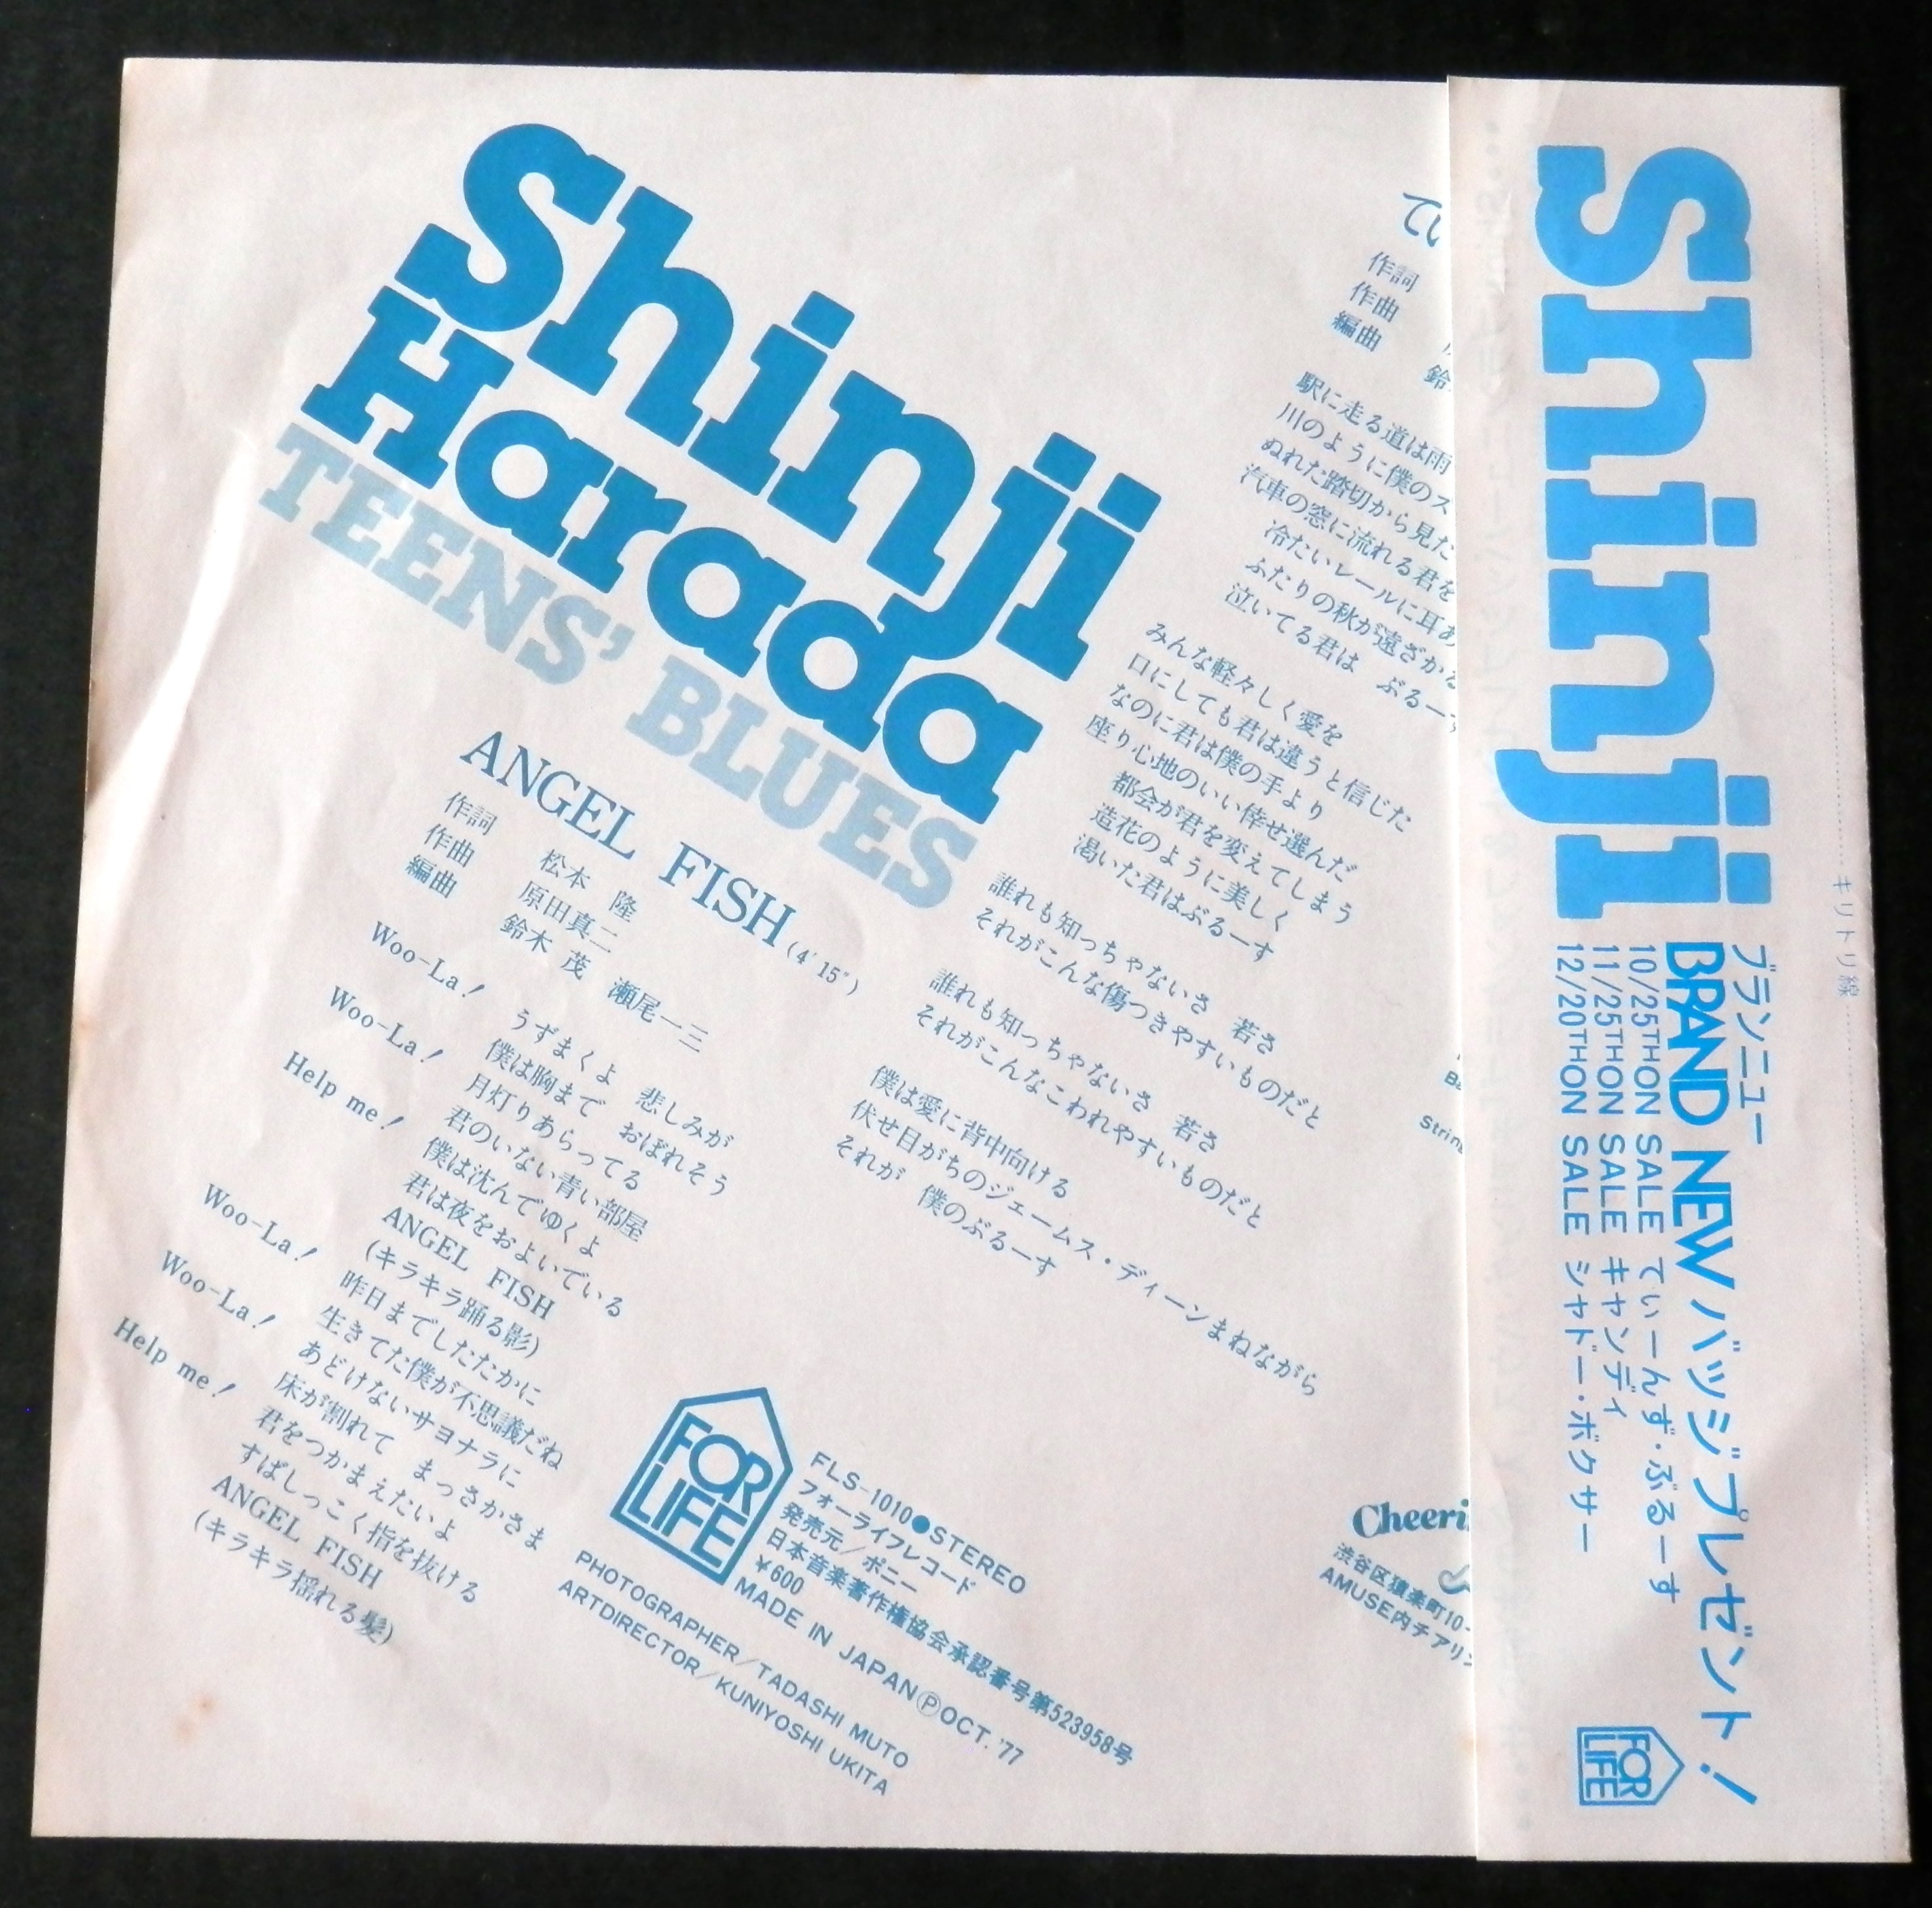 Shinji
Harada
TEENS' BLUES
ANGEL FISH (4' 15")
作詞 松本 隆
作曲 原田真二
編曲 鈴木 茂 瀬尾一三
Woo-La! うずまくよ 悲しみが
僕は胸まで おぼれそう
Woo-La! 月灯りあらってる
君のいない青い部屋
Help me! 僕は沈んでゆくよ
君は夜をおよいでいる
ANGEL FISH
(キラキラ踊る影)
Woo-La! 昨日までしたたかに
生きてた僕が不思議だね
Woo-La! あどけないサヨナラに
床が割れて まっさかさま
Help me! 君をつかまえたいよ
すばしっこく指を抜ける
ANGEL FISH
(キラキラ揺れる髪)
てぃ
作詞
作曲
編曲 鈴
駅に走る道は雨
川のように僕のス
ぬれた踏切から見た
汽車の窓に流れる君を
冷たいレールに耳あ
ふたりの秋が遠ざかる
泣いてる君は ぶるーす
みんな軽々しく愛を
口にしても君は違うと信じた
なのに君は僕の手より
座り心地のいい倖せ選んだ
都会が君を変えてしまう
造花のように美しく
渇いた君はぶるーす
誰れも知っちゃないさ 若さ
それがこんな傷つきやすいものだと
誰れも知っちゃないさ 若さ
それがこんなこわれやすいものだと
僕は愛に背中向ける
伏せ目がちのジェームス・ディーンまねながら
それが 僕のぶるーす
Strin
FOR
LIFE
FLS-1010●STEREO
フォーライフレコード
発売元/ポニー
日本音楽著作権協会承認番号第523958号
¥600
MADE IN JAPANⓅOCT.'77
PHOTOGRAPHER/TADASHI MUTO
ARTDIRECTOR/KUNIYOSHI UKITA
Cheeri
渋谷区猿楽町10-
AMUSE内チアリン
Shinji
ブランニュー
BRAND NEWバッジプレゼント!
10/25THON SALE てぃーんず・ぶるーす
11/25THON SALE キャンディ
12/20THON SALE シャドー・ボクサー
FOR
LIFE
キリトリ線